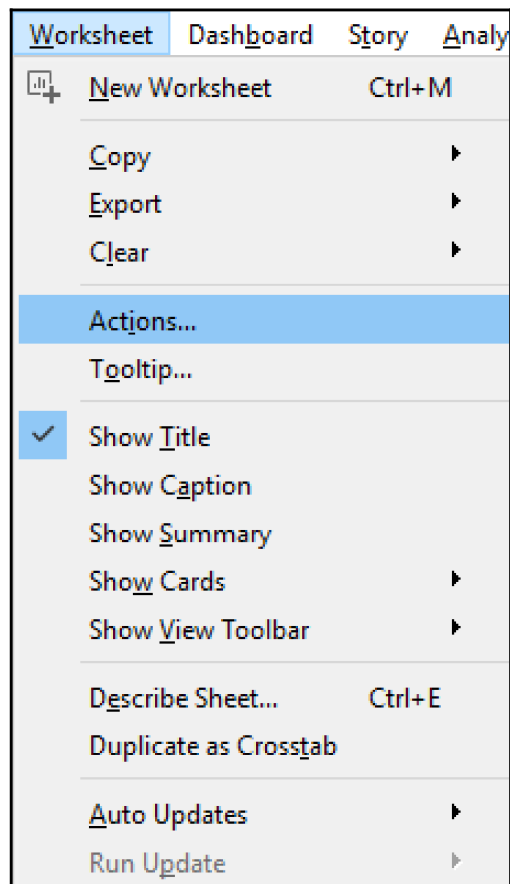 Worksheet Dashboard Story Analy
New Worksheet Ctrl+M
Copy
Export
Clear
Actions...
Tooltip...
Show Title
Show Caption
Show Summary
Show Cards
Show View Toolbar
Describe Sheet... Ctrl+E
Duplicate as Crosstab
Auto Updates
Run Update